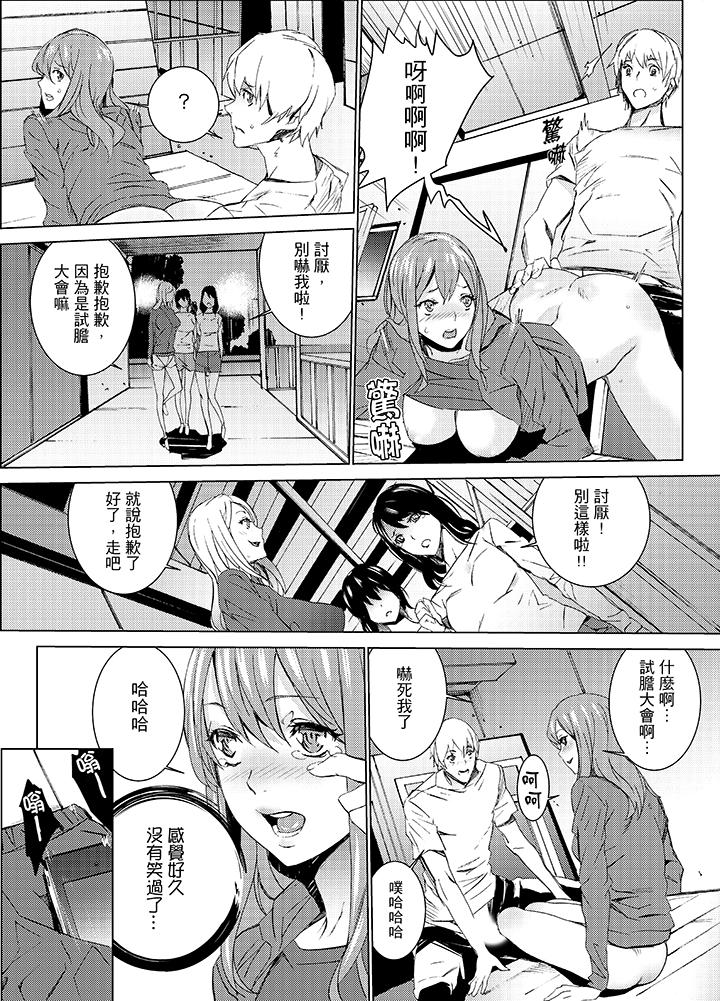 呀啊啊啊！
驚嚇
驚嚇
？
討厭，
別嚇我啦！
抱歉抱歉，
因為是試膽
大會嘛
討厭！
別這樣啦!!
就說抱歉了
好了，走吧
什麼啊…
試膽大會啊…
嚇死我了
呵呵
噗哈哈哈
哈哈哈
感覺好久
沒有笑過了…
嗡—
嗡—